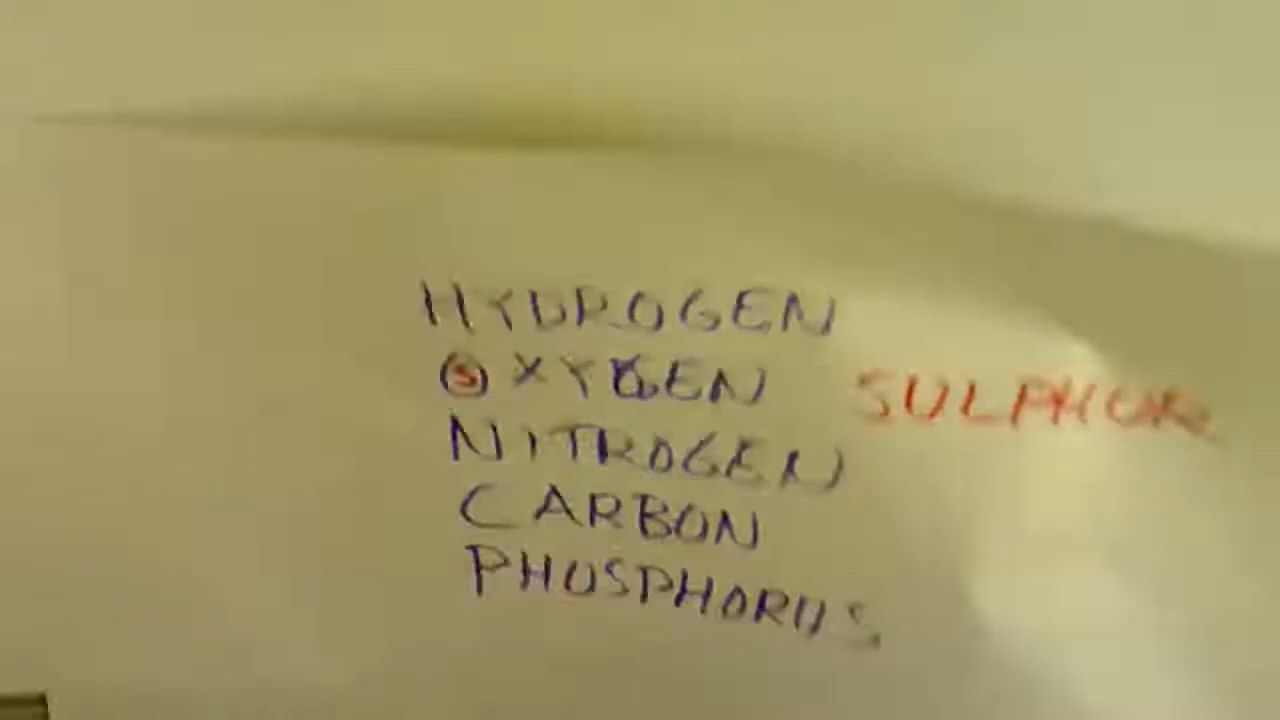 HYDROGEN
OXYGEN SULPHUR
NITROGEN
CARBON
PHOSPHORUS